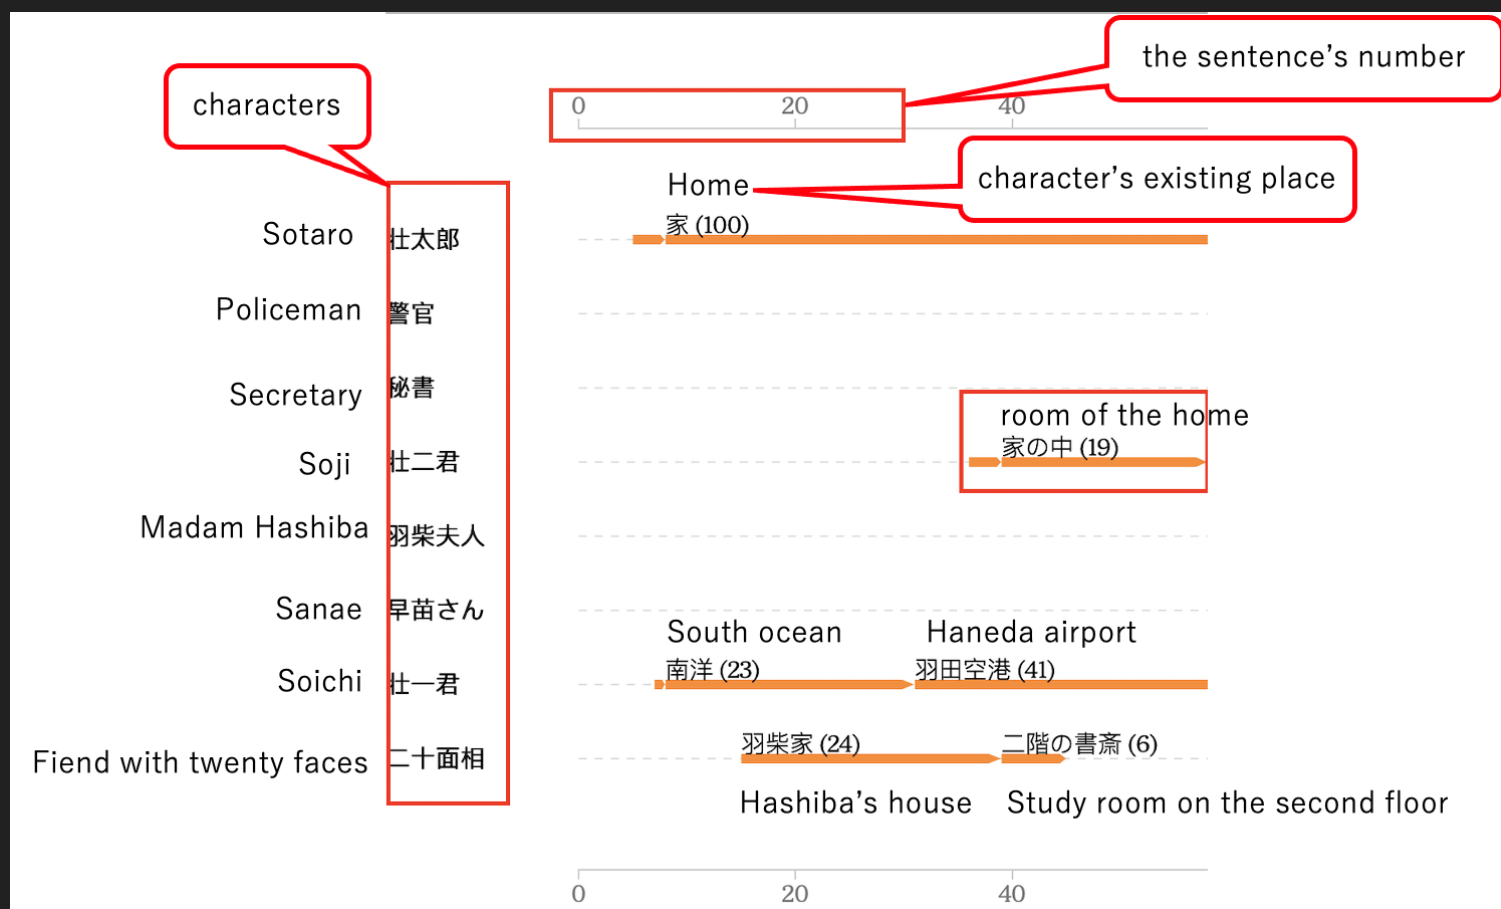 the sentence's number
characters
0 20 40
Home
character's existing place
家 (100)
Sotaro 壮太郎
Policeman 警官
Secretary 秘書
room of the home
家の中 (19)
Soji 壮二君
Madam Hashiba 羽柴夫人
Sanae 早苗さん
South ocean Haneda airport
南洋 (23) 羽田空港 (41)
Soichi 壮一君
羽柴家 (24) 二階の書斎 (6)
Fiend with twenty faces 二十面相
Hashiba's house Study room on the second floor
0 20 40